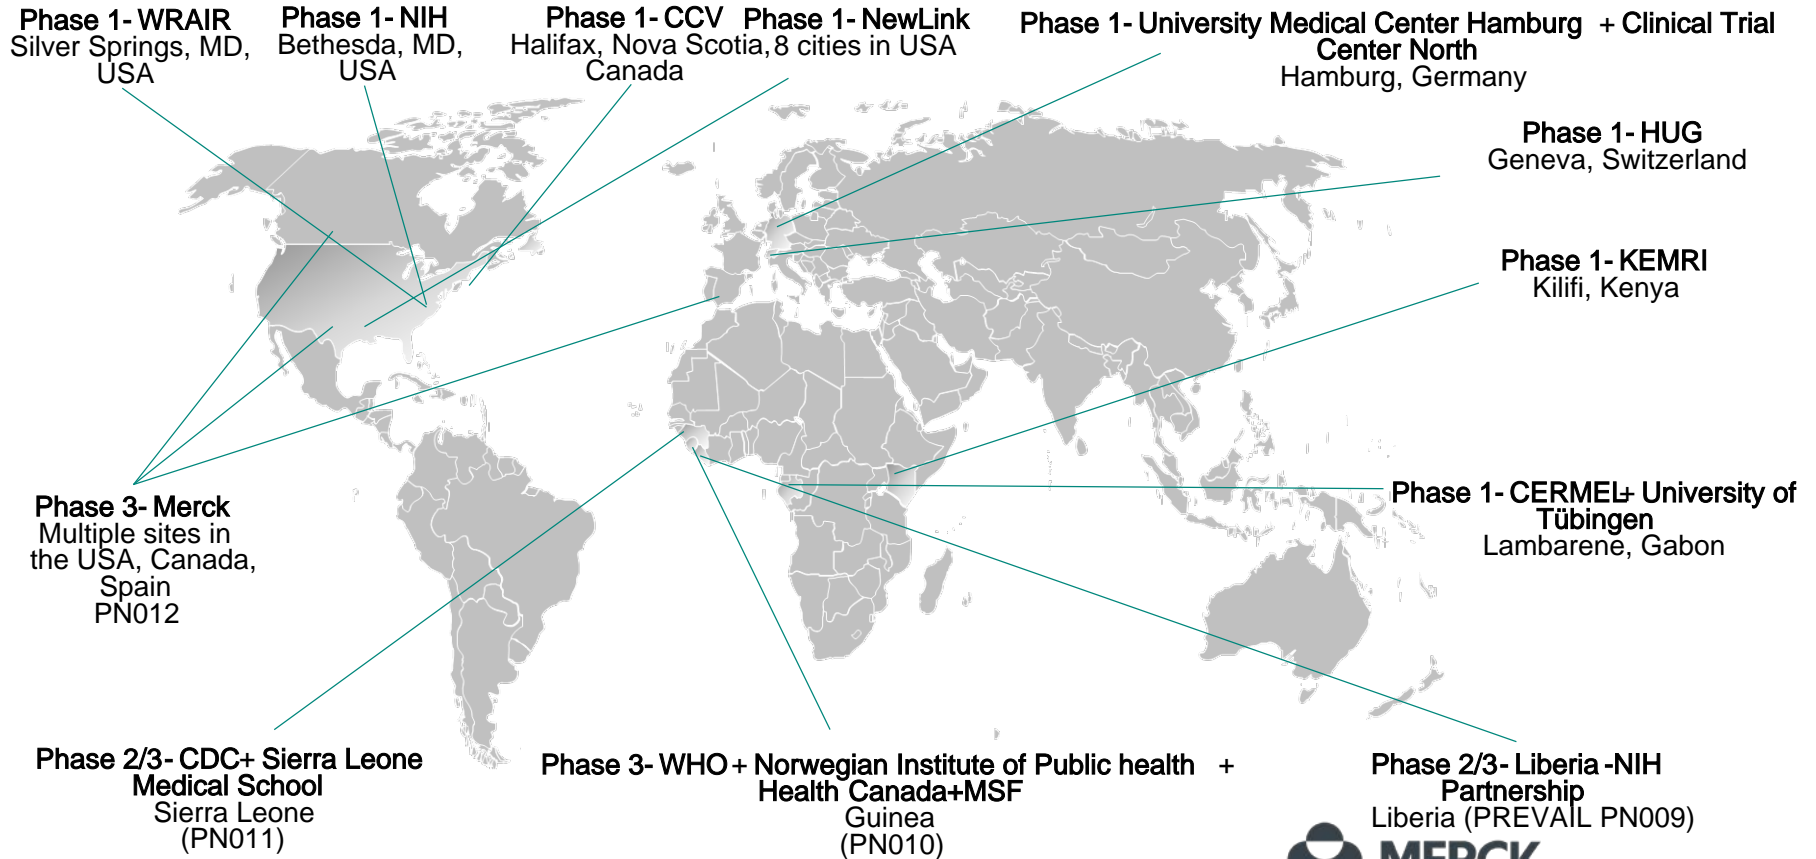 Phase 1- WRAIR
Silver Springs, MD,
USA
Phase 1- NIH
Bethesda, MD,
USA
Phase 1- CCV
Halifax, Nova Scotia,
Canada
Phase 1- NewLink
8 cities in USA
Phase 1- University Medical Center Hamburg + Clinical Trial
Center North
Hamburg, Germany
Phase 1- HUG
Geneva, Switzerland
Phase 1- KEMRI
Kilifi, Kenya
Phase 3- Merck
Multiple sites in
the USA, Canada,
Spain
PN012
Phase 1- CERMEL+ University of
Tübingen
Lambarene, Gabon
Phase 2/3- CDC+ Sierra Leone
Medical School
Sierra Leone
(PN011)
Phase 3- WHO + Norwegian Institute of Public health +
Health Canada+MSF
Guinea
(PN010)
Phase 2/3- Liberia -NIH
Partnership
Liberia (PREVAIL PN009)
MERCK